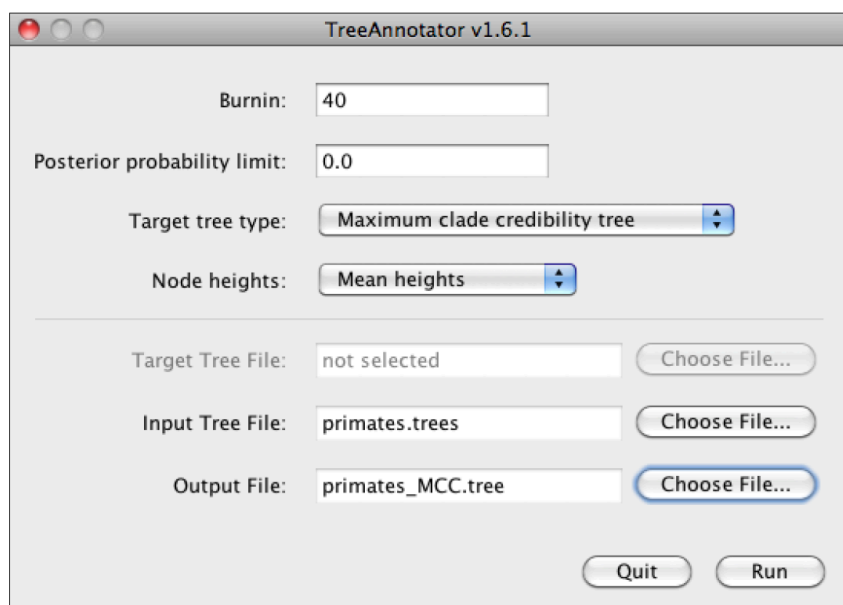 TreeAnnotator v1.6.1
Burnin: 40
Posterior probability limit: 0.0
Target tree type: Maximum clade credibility tree
Node heights: Mean heights
Target Tree File: not selected Choose File...
Input Tree File: primates.trees Choose File...
Output File: primates_MCC.tree Choose File...
Quit Run